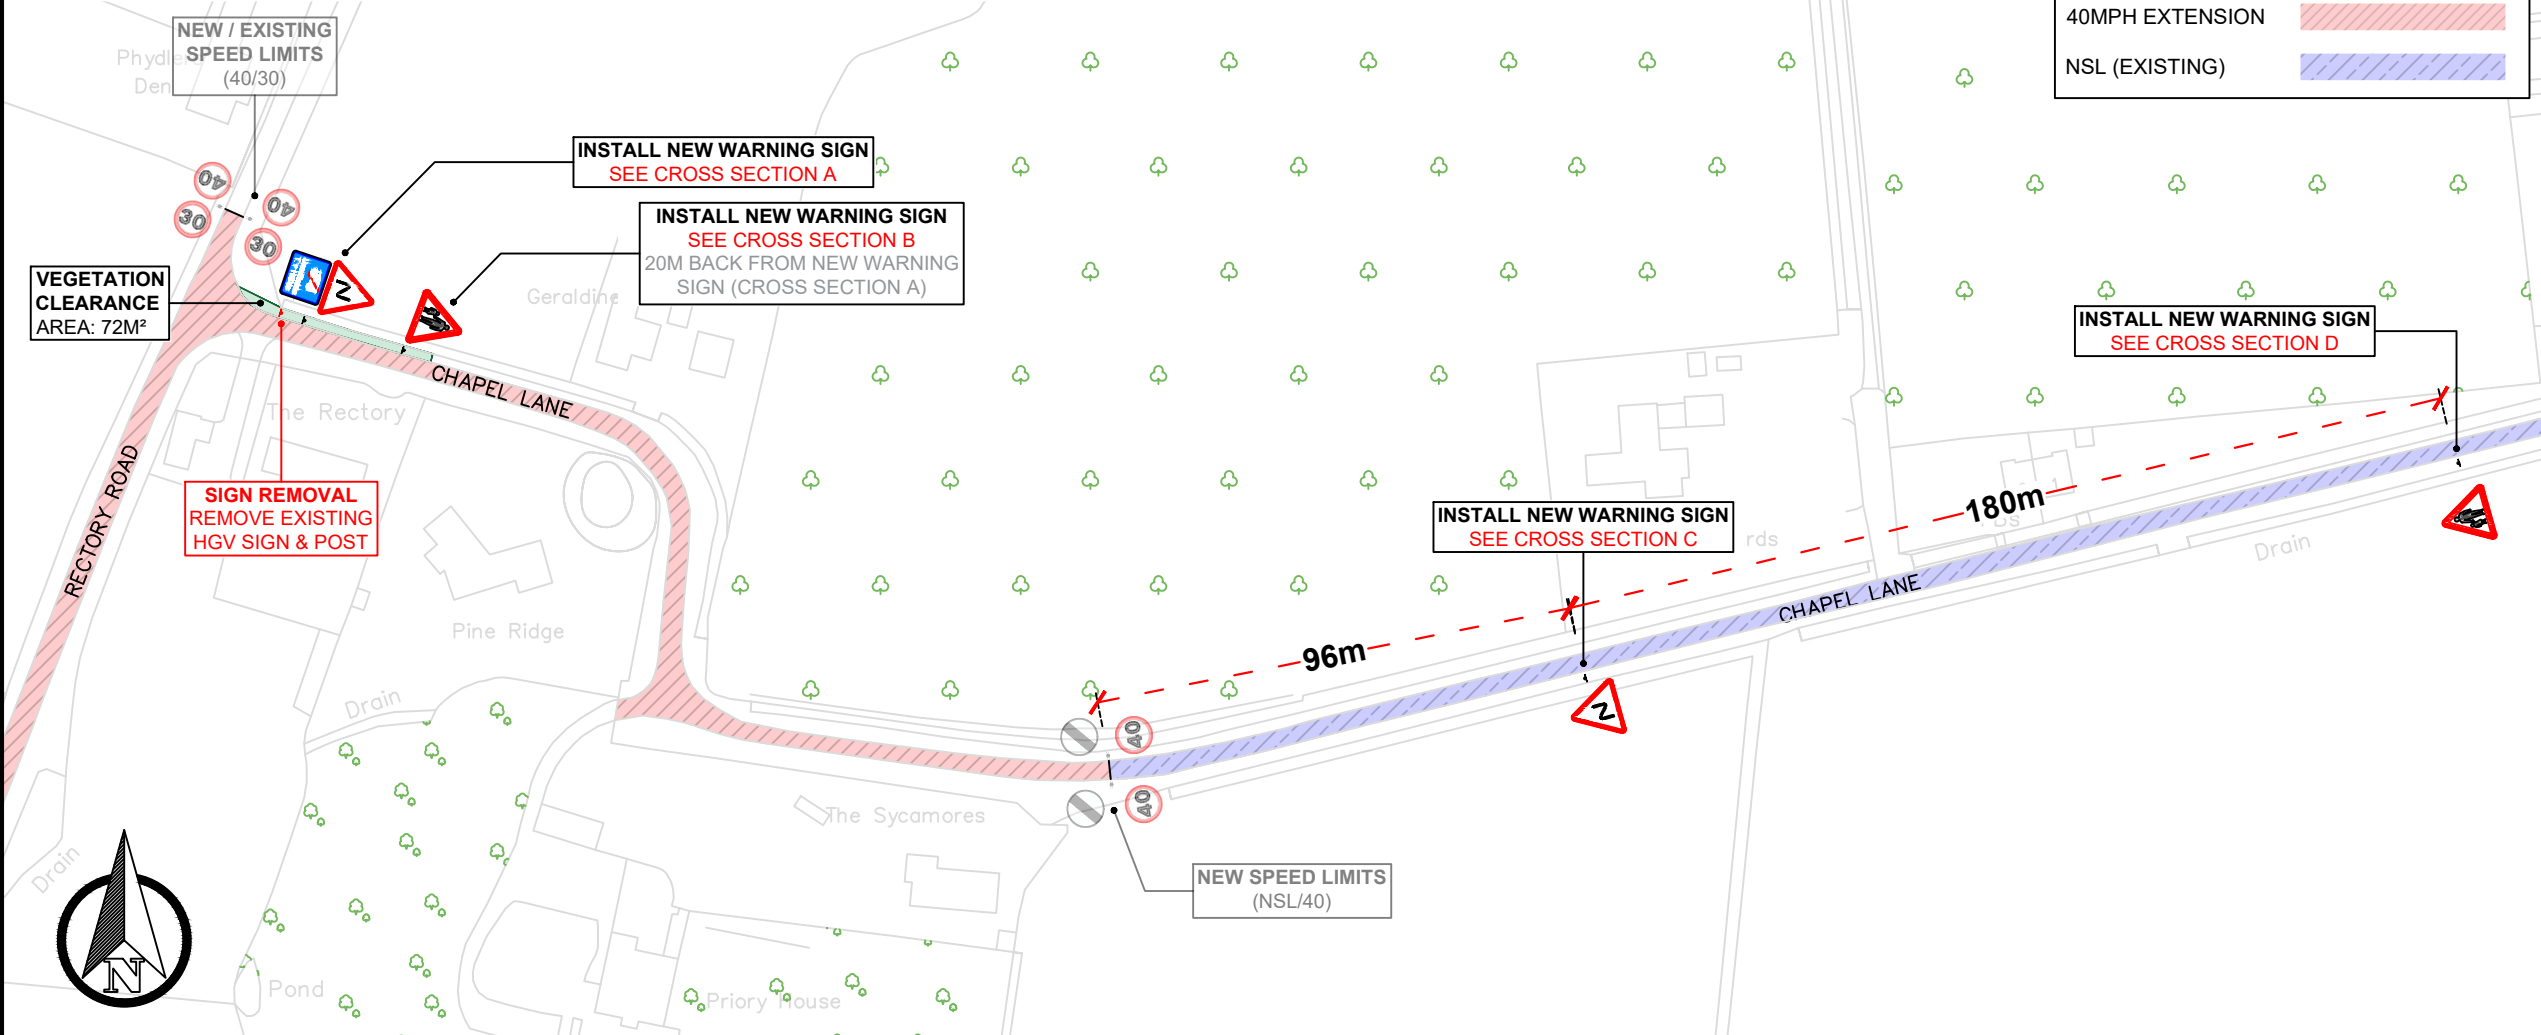 40MPH EXTENSION
NSL (EXISTING)
NEW / EXISTING
SPEED LIMITS
(40/30)
Den
INSTALL NEW WARNING SIGN
SEE CROSS SECTION A
INSTALL NEW WARNING SIGN
SEE CROSS SECTION B
20M BACK FROM NEW WARNING
SIGN (CROSS SECTION A)
40
40
30
30
VEGETATION
CLEARANCE
AREA: 72M²
Geraldine
INSTALL NEW WARNING SIGN
SEE CROSS SECTION D
CHAPEL LANE
The Rectory
RECTORY ROAD
SIGN REMOVAL
REMOVE EXISTING
HGV SIGN & POST
180m
INSTALL NEW WARNING SIGN
SEE CROSS SECTION C
rds
Drain
CHAPEL LANE
Pine Ridge
96m
Drain
40
40
The Sycamores
Drain
NEW SPEED LIMITS
(NSL/40)
N
Pond
Priory House